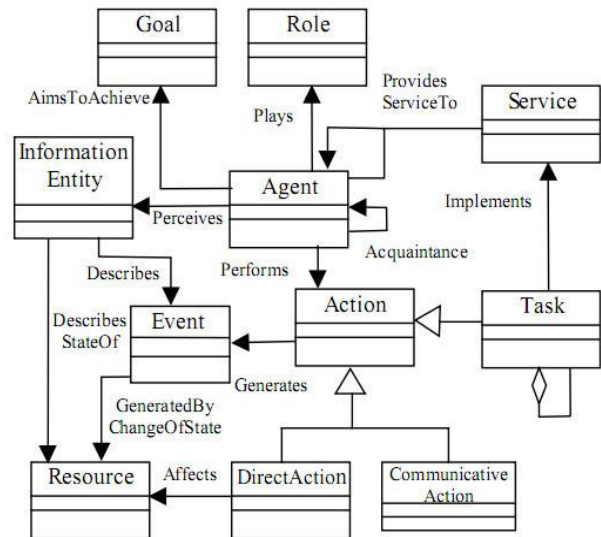 Goal
Role
AimsToAchieve
Plays
Provides
ServiceTo
Service
Information
Entity
Agent
Perceives
Implements
Acquaintance
Describes
Performs
Describes
StateOf
Event
Action
Task
Generates
GeneratedBy
ChangeOfState
Resource
Affects
DirectAction
Communicative
Action